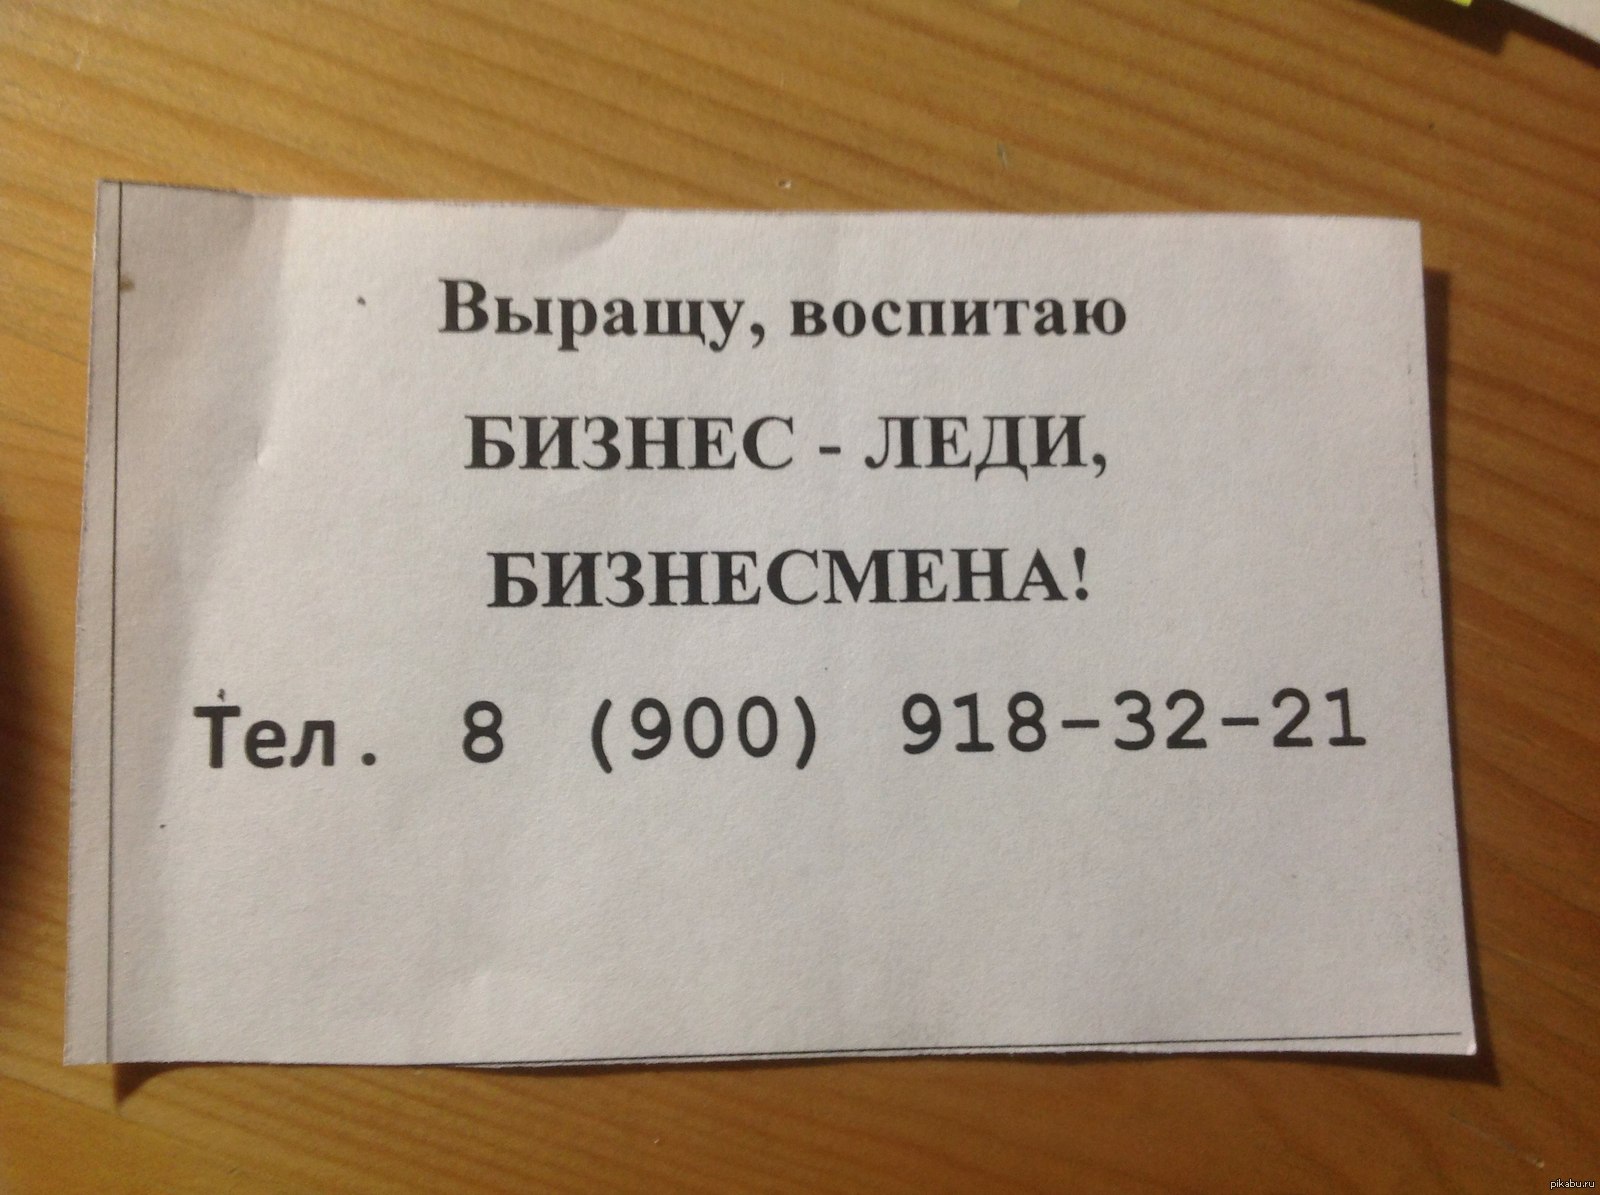 Выращу, воспитаю
БИЗНЕС - ЛЕДИ,
БИЗНЕСМЕНА!
Тел. 8 (900) 918-32-21
pikabu.ru